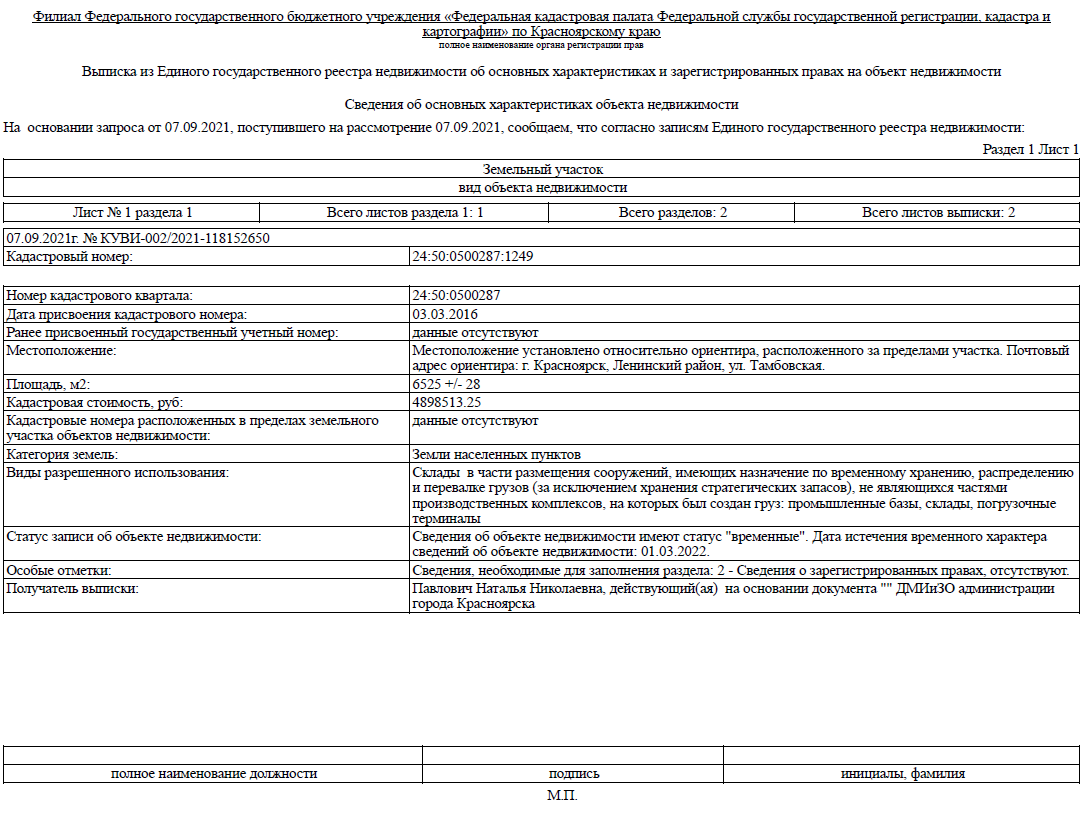 Филиал Федерального государственного бюджетного учреждения «Федеральная кадастровая палата Федеральной службы государственной регистрации, кадастра и
картографии» по Красноярскому краю
полное наименование органа регистрации прав
Выписка из Единого государственного реестра недвижимости об основных характеристиках и зарегистрированных правах на объект недвижимости
Сведения об основных характеристиках объекта недвижимости
На основании запроса от 07.09.2021, поступившего на рассмотрение 07.09.2021, сообщаем, что согласно записям Единого государственного реестра недвижимости:
Раздел 1 Лист 1
Земельный участок
вид объекта недвижимости
Лист № 1 раздела 1 Всего листов раздела 1: 1 Всего разделов: 2 Всего листов выписки: 2
07.09.2021г. № КУВИ-002/2021-118152650
Кадастровый номер: 24:50:0500287:1249
Номер кадастрового квартала: 24:50:0500287
Дата присвоения кадастрового номера: 03.03.2016
Ранее присвоенный государственный учетный номер: данные отсутствуют
Местоположение: Местоположение установлено относительно ориентира, расположенного за пределами участка. Почтовый
адрес ориентира: г. Красноярск, Ленинский район, ул. Тамбовская.
Площадь, м2: 6525 +/- 28
Кадастровая стоимость, руб: 4898513.25
Кадастровые номера расположенных в пределах земельного данные отсутствуют
участка объектов недвижимости:
Категория земель: Земли населенных пунктов
Виды разрешенного использования: Склады в части размещения сооружений, имеющих назначение по временному хранению, распределению
и перевалке грузов (за исключением хранения стратегических запасов), не являющихся частями
производственных комплексов, на которых был создан груз: промышленные базы, склады, погрузочные
терминалы
Статус записи об объекте недвижимости: Сведения об объекте недвижимости имеют статус "временные". Дата истечения временного характера
сведений об объекте недвижимости: 01.03.2022.
Особые отметки: Сведения, необходимые для заполнения раздела: 2 - Сведения о зарегистрированных правах, отсутствуют.
Получатель выписки: Павлович Наталья Николаевна, действующий(ая) на основании документа "" ДМИиЗО администрации
города Красноярска
полное наименование должности подпись инициалы, фамилия
М.П.